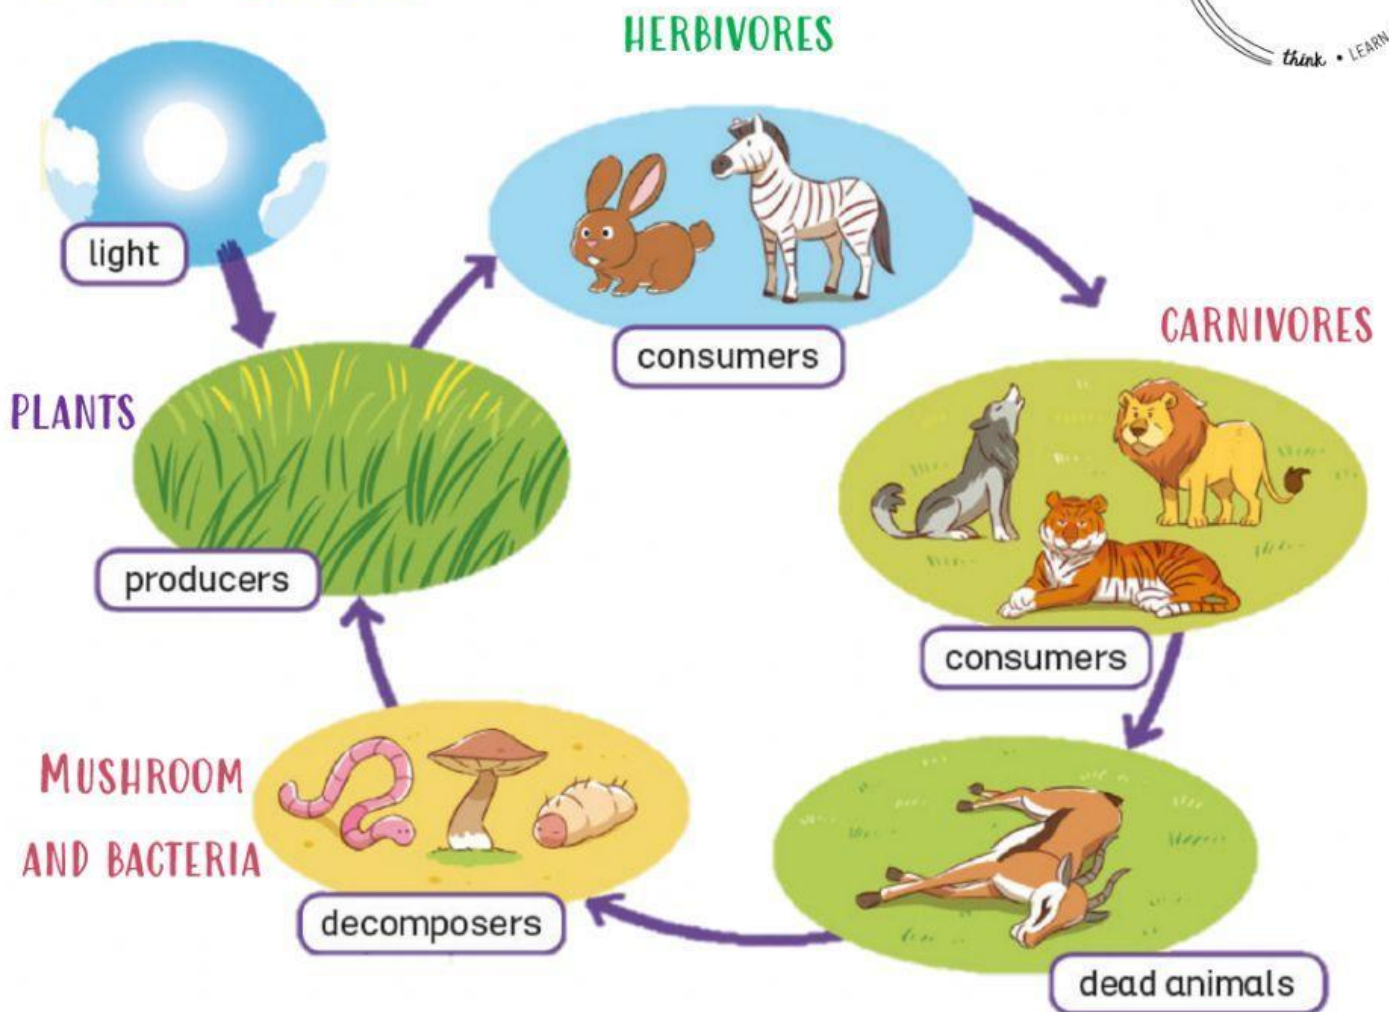 HERBIVORES
think • LEARN
light
consumers
CARNIVORES
PLANTS
producers
consumers
MUSHROOM
AND BACTERIA
decomposers
dead animals